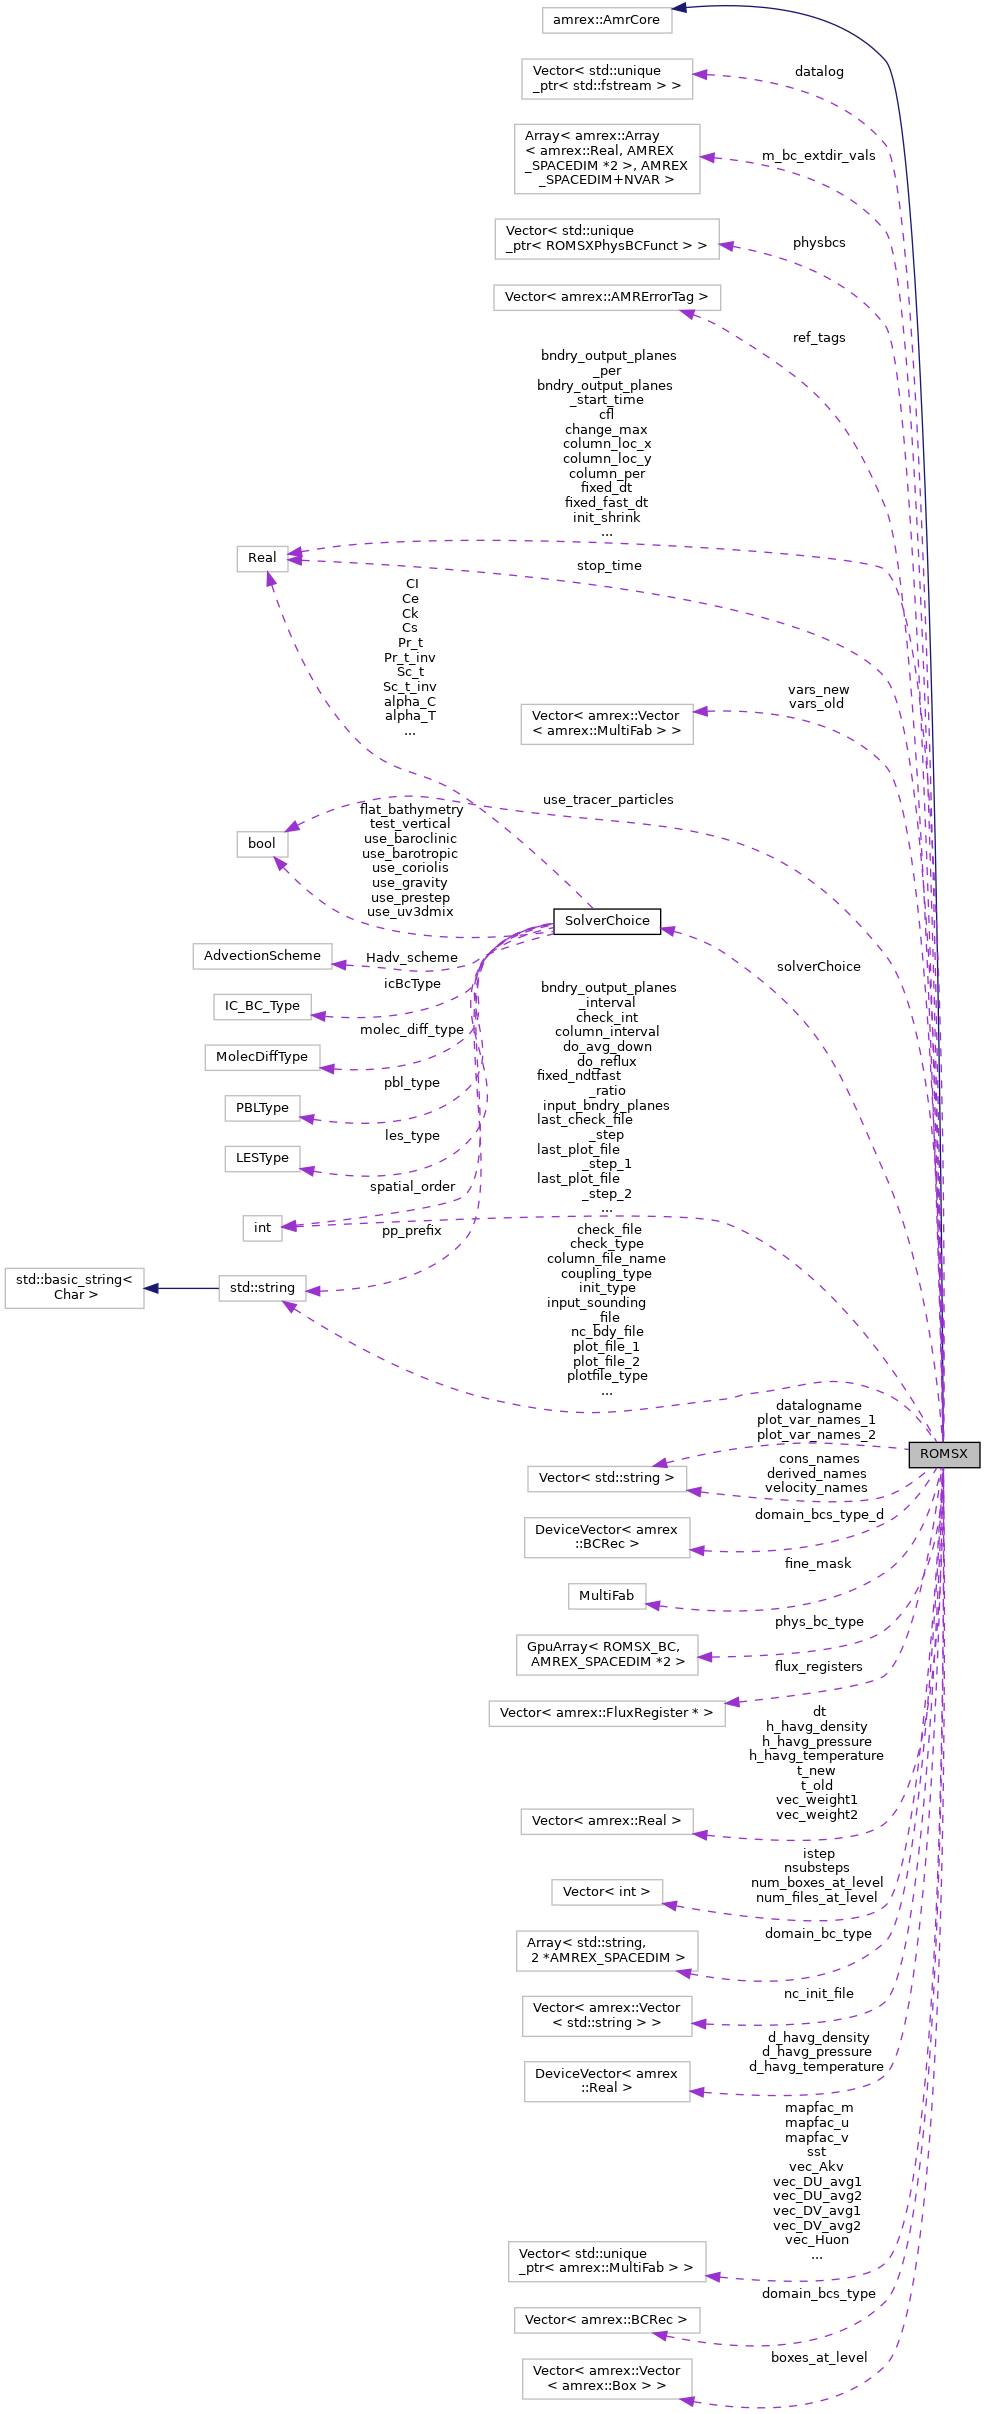 amrex::AmrCore
Vector< std::unique
_ptr< std::fstream > >
datalog
Array< amrex::Array
< amrex::Real, AMREX
_SPACEDIM *2 >, AMREX
_SPACEDIM+NVAR >
m_bc_extdir_vals
Vector< std::unique
_ptr< ROMSXPhysBCFunct > >
physbcs
Vector< amrex::AMRErrorTag >
ref_tags
bndry_output_planes
_per
bndry_output_planes
_start_time
cfl
change_max
column_loc_x
column_loc_y
column_per
fixed_dt
fixed_fast_dt
init_shrink
...
Real
stop_time
CI
Ce
Ck
Cs
Pr_t
Pr_t_inv
Sc_t
Sc_t_inv
alpha_C
alpha_T
...
vars_new
vars_old
Vector< amrex::Vector
< amrex::MultiFab > >
use_tracer_particles
bool
flat_bathymetry
test_vertical
use_baroclinic
use_barotropic
use_coriolis
use_gravity
use_prestep
use_uv3dmix
SolverChoice
AdvectionScheme
Hadv_scheme
solverChoice
icBcType
IC_BC_Type
molec_diff_type
MolecDiffType
pbl_type
PBLType
les_type
LESType
bndry_output_planes
_interval
check_int
column_interval
do_avg_down
do_reflux
fixed_ndtfast
_ratio
input_bndry_planes
last_check_file
_step
last_plot_file
_step_1
last_plot_file
_step_2
...
spatial_order
int
pp_prefix
std::basic_string<
Char >
std::string
check_file
check_type
column_file_name
coupling_type
init_type
input_sounding
_file
nc_bdy_file
plot_file_1
plot_file_2
plotfile_type
...
ROMSX
datalogname
plot_var_names_1
plot_var_names_2
Vector< std::string >
cons_names
derived_names
velocity_names
DeviceVector< amrex
::BCRec >
domain_bcs_type_d
MultiFab
fine_mask
GpuArray< ROMSX_BC,
AMREX_SPACEDIM *2 >
phys_bc_type
Vector< amrex::FluxRegister * >
flux_registers
dt
h_havg_density
h_havg_pressure
h_havg_temperature
t_new
t_old
vec_weight1
vec_weight2
Vector< amrex::Real >
istep
nsubsteps
num_boxes_at_level
num_files_at_level
Vector< int >
Array< std::string,
2 *AMREX_SPACEDIM >
domain_bc_type
Vector< amrex::Vector
< std::string > >
nc_init_file
DeviceVector< amrex
::Real >
d_havg_density
d_havg_pressure
d_havg_temperature
mapfac_m
mapfac_u
mapfac_v
sst
vec_Akv
vec_DU_avg1
vec_DU_avg2
vec_DV_avg1
vec_DV_avg2
vec_Huon
...
Vector< std::unique
_ptr< amrex::MultiFab > >
domain_bcs_type
Vector< amrex::BCRec >
boxes_at_level
Vector< amrex::Vector
< amrex::Box > >